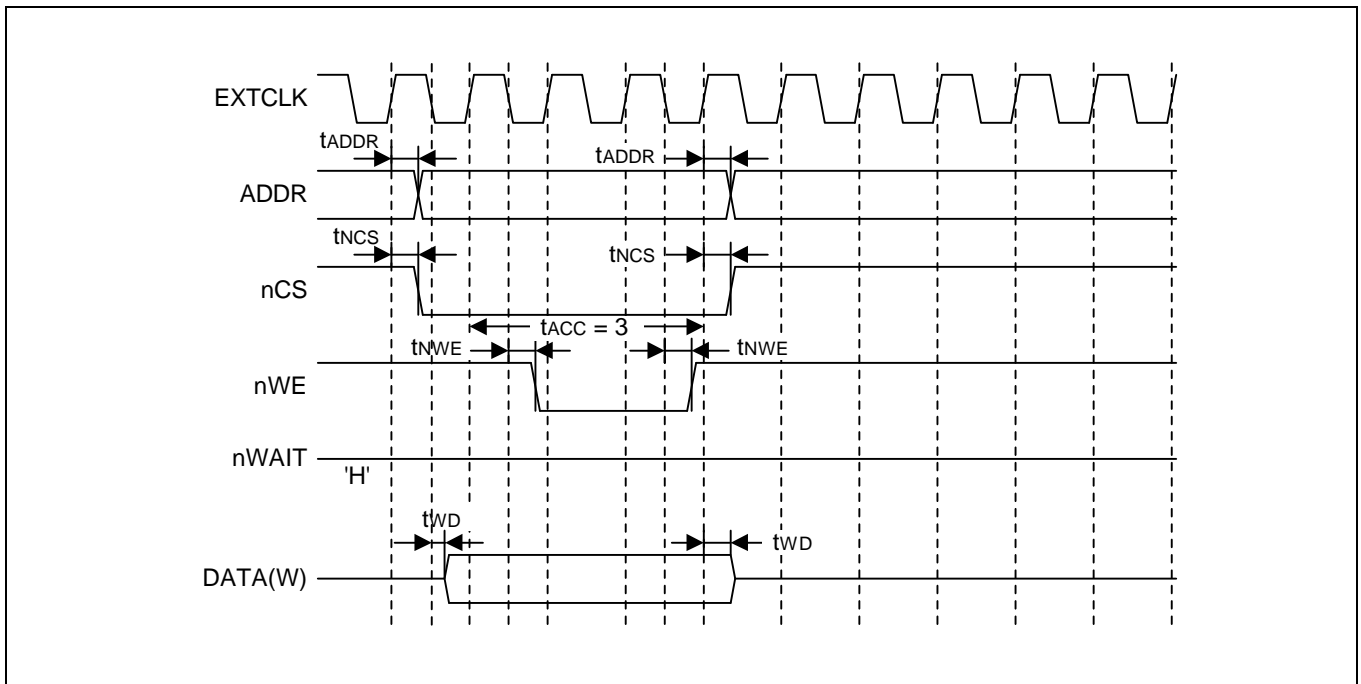 EXTCLK
tADDR
tADDR
ADDR
tNCS
tNCS
nCS
tACC = 3
tNWE
tNWE
nWE
nWAIT
'H'
tWD
tWD
DATA(W)